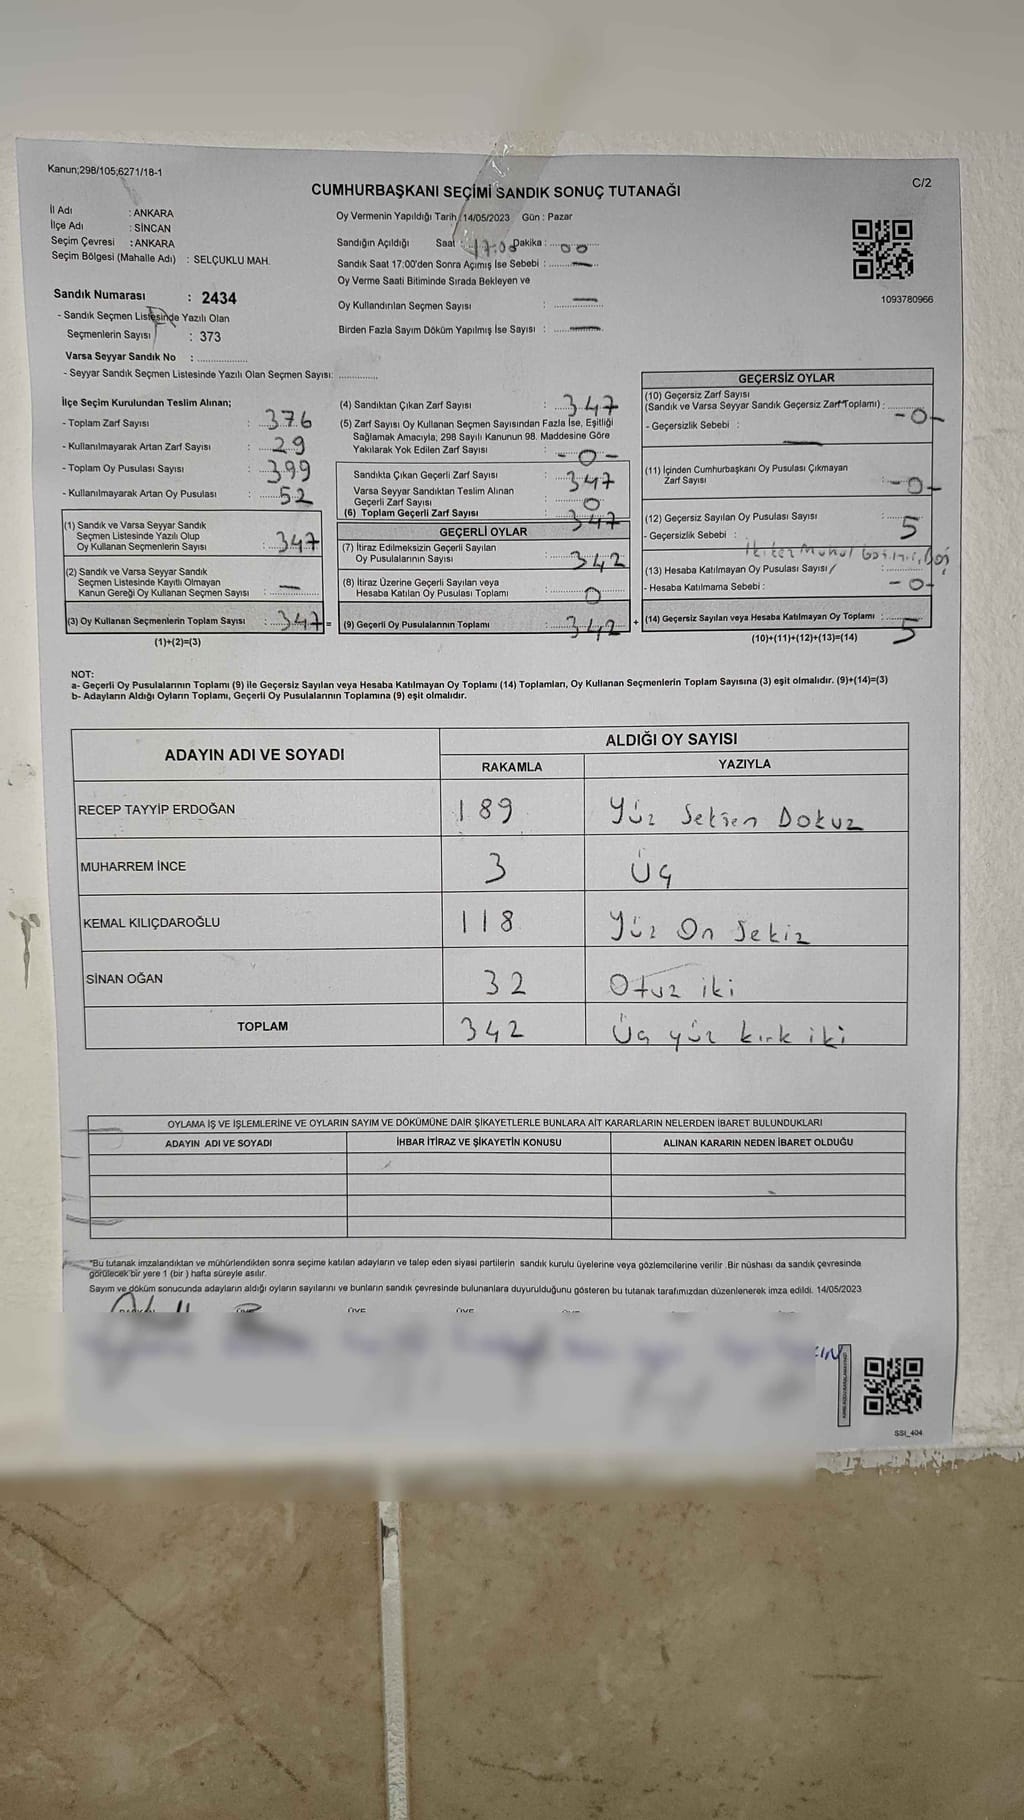 Kanun;298/105;6271/18-1
C/2
CUMHURBAŞKANI SEÇİMİ SANDIK SONUÇ TUTANAĞI
İl Adı : ANKARA
İlçe Adı : SİNCAN
Seçim Çevresi : ANKARA
Seçim Bölgesi (Mahalle Adı) : SELÇUKLU MAH.
Sandık Numarası : 2434
- Sandık Seçmen Listesinde Yazılı Olan
Seçmenlerin Sayısı : 373
Varsa Seyyar Sandık No : ..............
- Seyyar Sandık Seçmen Listesinde Yazılı Olan Seçmen Sayısı: ..............
Oy Vermenin Yapıldığı Tarih 14/05/2023 Gün : Pazar
Sandığın Açıldığı Saat : 17:00 Dakika : 00
Sandık Saat 17:00'den Sonra Açımış İse Sebebi : —
Oy Verme Saati Bitiminde Sırada Bekleyen ve
Oy Kullandırılan Seçmen Sayısı : —
Birden Fazla Sayım Döküm Yapılmış İse Sayısı : —
1093780966
İlçe Seçim Kurulundan Teslim Alınan;
- Toplam Zarf Sayısı : 376
- Kullanılmayarak Artan Zarf Sayısı : 29
- Toplam Oy Pusulası Sayısı : 399
- Kullanılmayarak Artan Oy Pusulası : 52
(1) Sandık ve Varsa Seyyar Sandık
Seçmen Listesinde Yazılı Olup
Oy Kullanan Seçmenlerin Sayısı : 347
(2) Sandık ve Varsa Seyyar Sandık
Seçmen Listesinde Kayıtlı Olmayan
Kanun Gereği Oy Kullanan Seçmen Sayısı : —
(3) Oy Kullanan Seçmenlerin Toplam Sayısı : 347 =
(1)+(2)=(3)
(4) Sandıktan Çıkan Zarf Sayısı : 347
(5) Zarf Sayısı Oy Kullanan Seçmen Sayısından Fazla İse, Eşitliği
Sağlamak Amacıyla, 298 Sayılı Kanunun 98. Maddesine Göre
Yakılarak Yok Edilen Zarf Sayısı : -0-
Sandıkta Çıkan Geçerli Zarf Sayısı : 347
Varsa Seyyar Sandıktan Teslim Alınan
Geçerli Zarf Sayısı : 0
(6) Toplam Geçerli Zarf Sayısı : 347
GEÇERLİ OYLAR
(7) İtiraz Edilmeksizin Geçerli Sayılan
Oy Pusulalarının Sayısı : 342
(8) İtiraz Üzerine Geçerli Sayılan veya
Hesaba Katılan Oy Pusulası Toplamı : 0
(9) Geçerli Oy Pusulalarının Toplamı : 342 +
GEÇERSİZ OYLAR
(10) Geçersiz Zarf Sayısı
(Sandık ve Varsa Seyyar Sandık Geçersiz Zarf Toplamı) : -0-
- Geçersizlik Sebebi : —
(11) İçinden Cumhurbaşkanı Oy Pusulası Çıkmayan
Zarf Sayısı : -0-
(12) Geçersiz Sayılan Oy Pusulası Sayısı : 5
- Geçersizlik Sebebi :
(13) Hesaba Katılmayan Oy Pusulası Sayısı : -0-
- Hesaba Katılmama Sebebi :
(14) Geçersiz Sayılan veya Hesaba Katılmayan Oy Toplamı : 5
(10)+(11)+(12)+(13)=(14)
NOT:
a- Geçerli Oy Pusulalarının Toplamı (9) ile Geçersiz Sayılan veya Hesaba Katılmayan Oy Toplamı (14) Toplamları, Oy Kullanan Seçmenlerin Toplam Sayısına (3) eşit olmalıdır. (9)+(14)=(3)
b- Adayların Aldığı Oyların Toplamı, Geçerli Oy Pusulalarının Toplamına (9) eşit olmalıdır.
ADAYIN ADI VE SOYADI
ALDIĞI OY SAYISI
RAKAMLA YAZIYLA
RECEP TAYYİP ERDOĞAN 189 Yüz Seksen Dokuz
MUHARREM İNCE 3 Üç
KEMAL KILIÇDAROĞLU 118 Yüz On Sekiz
SİNAN OĞAN 32 Otuz iki
TOPLAM 342 Üç yüz kırk iki
OYLAMA İŞ VE İŞLEMLERİNE VE OYLARIN SAYIM VE DÖKÜMÜNE DAİR ŞİKAYETLERLE BUNLARA AİT KARARLARIN NELERDEN İBARET BULUNDUKLARI
ADAYIN ADI VE SOYADI İHBAR İTİRAZ VE ŞİKAYETİN KONUSU ALINAN KARARIN NEDEN İBARET OLDUĞU
*Bu tutanak imzalandıktan ve mühürlendikten sonra seçime katılan adayların ve talep eden siyasi partilerin sandık kurulu üyelerine veya gözlemcilerine verilir .Bir nüshası da sandık çevresinde
görülecek bir yere 1 (bir ) hafta süreyle asılır.
Sayım ve döküm sonucunda adayların aldığı oyların sayılarını ve bunların sandık çevresinde bulunanlara duyurulduğunu gösteren bu tutanak tarafımızdan düzenlenerek imza edildi. 14/05/2023
SSI_404